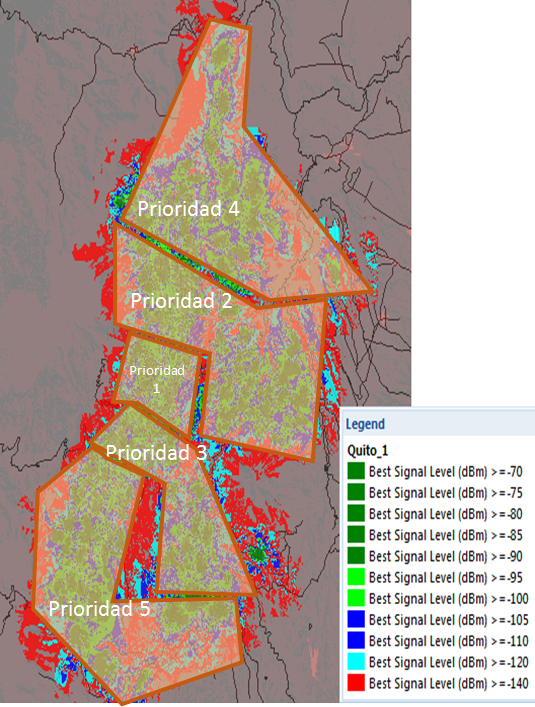 Prioridad 4
Prioridad 2
Prioridad
1
Prioridad 3
Prioridad 5
Legend
Quito_1
Best Signal Level (dBm) >=-70
Best Signal Level (dBm) >=-75
Best Signal Level (dBm) >=-80
Best Signal Level (dBm) >=-85
Best Signal Level (dBm) >=-90
Best Signal Level (dBm) >=-95
Best Signal Level (dBm) >=-100
Best Signal Level (dBm) >=-105
Best Signal Level (dBm) >=-110
Best Signal Level (dBm) >=-120
Best Signal Level (dBm) >=-140